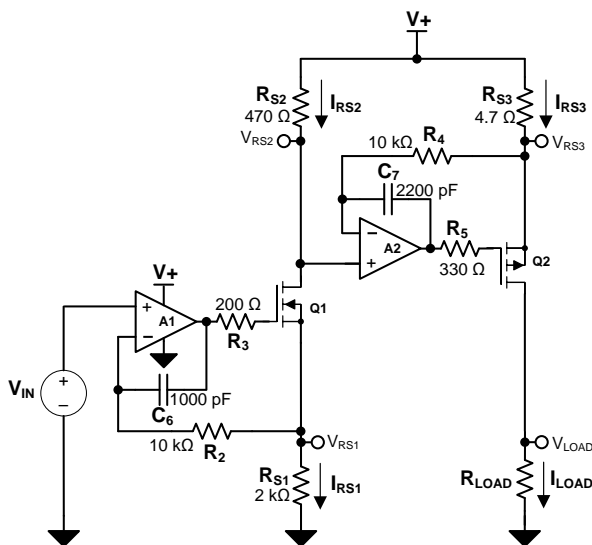 V+
RS2
470 Ω
IRS2
RS3
4.7 Ω
IRS3
VRS2
VRS3
10 kΩ
R4
C7
2200 pF
−
+
A2
R5
330 Ω
Q2
V+
+
−
A1
200 Ω
R3
Q1
VIN
+
−
1000 pF
C6
10 kΩ
R2
VRS1
RS1
2 kΩ
IRS1
VLOAD
RLOAD
ILOAD